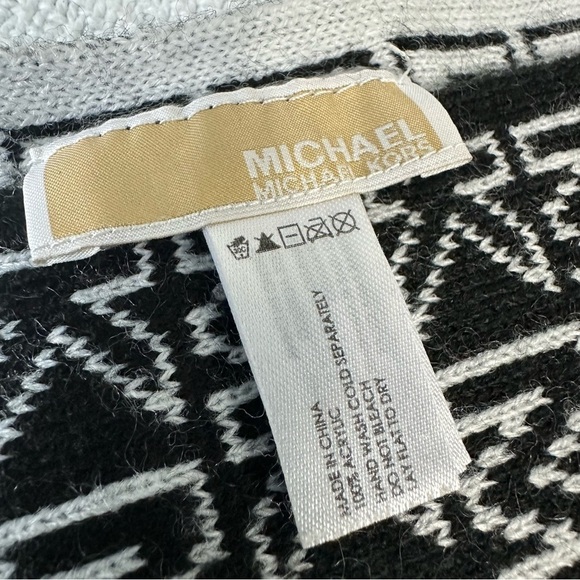 MICHAEL
MICHAEL KORS
MADE IN CHINA
100% ACRYLIC
HAND WASH COLD SEPARATELY
DO NOT BLEACH
LAY FLAT TO DRY